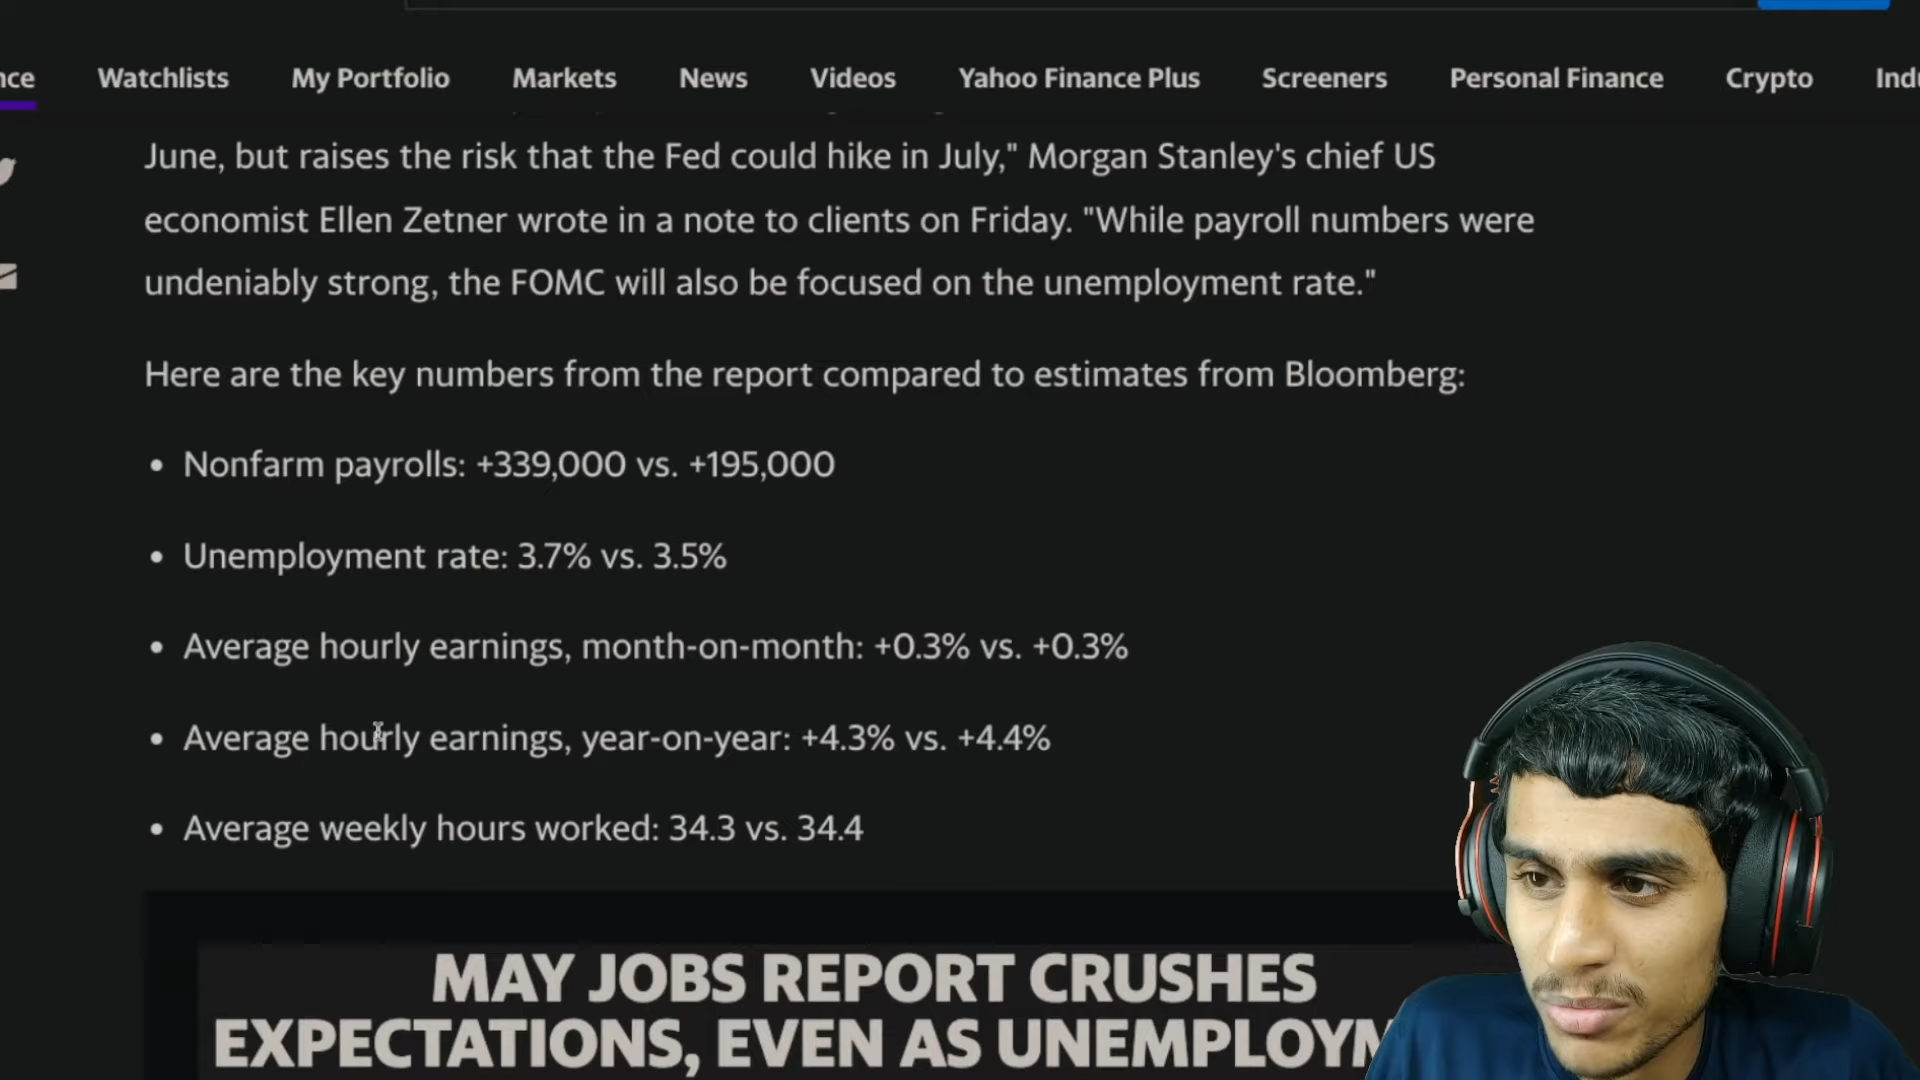 nce Watchlists My Portfolio Markets News Videos Yahoo Finance Plus Screeners Personal Finance Crypto Indu
June, but raises the risk that the Fed could hike in July," Morgan Stanley's chief US
economist Ellen Zetner wrote in a note to clients on Friday. "While payroll numbers were
undeniably strong, the FOMC will also be focused on the unemployment rate."
Here are the key numbers from the report compared to estimates from Bloomberg:
• Nonfarm payrolls: +339,000 vs. +195,000
• Unemployment rate: 3.7% vs. 3.5%
• Average hourly earnings, month-on-month: +0.3% vs. +0.3%
• Average hourly earnings, year-on-year: +4.3% vs. +4.4%
• Average weekly hours worked: 34.3 vs. 34.4
MAY JOBS REPORT CRUSHES
EXPECTATIONS, EVEN AS UNEMPLOYM